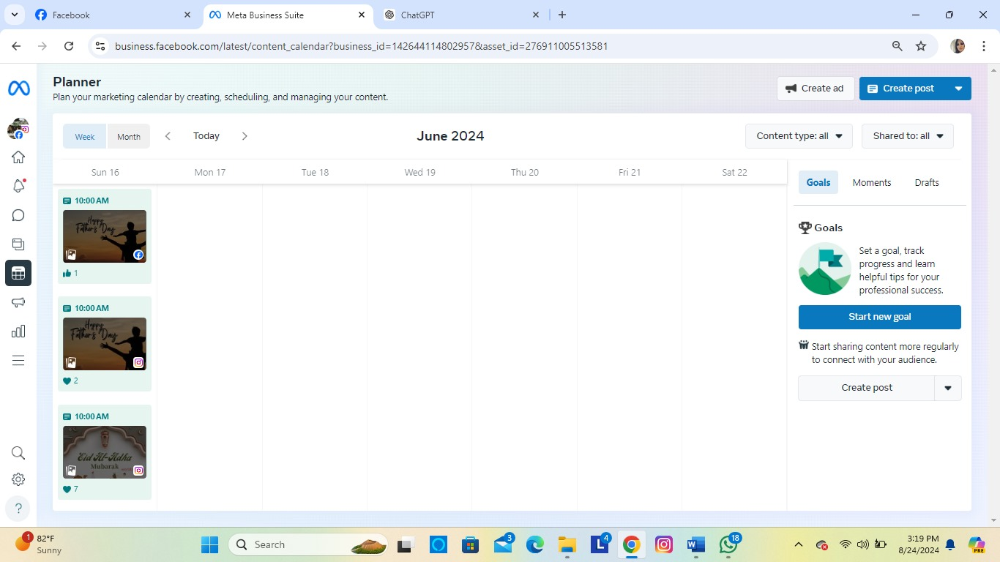 Facebook
Meta Business Suite
ChatGPT
business.facebook.com/latest/content_calendar?business_id=142644114802957&asset_id=276911005513581
Planner
Plan your marketing calendar by creating, scheduling, and managing your content.
Create ad
Create post
Week
Month
Today
June 2024
Content type: all
Shared to: all
Sun 16
Mon 17
Tue 18
Wed 19
Thu 20
Fri 21
Sat 22
10:00 AM
Happy
Father's Day
1
10:00 AM
Happy
Father's Day
2
10:00 AM
Eid Al-Adha
Mubarak
7
Goals
Moments
Drafts
Goals
Set a goal, track
progress and learn
helpful tips for your
professional success.
Start new goal
Start sharing content more regularly
to connect with your audience.
Create post
?
1
82°F
Sunny
Search
3
L
4
W
18
3:19 PM
8/24/2024
PRE